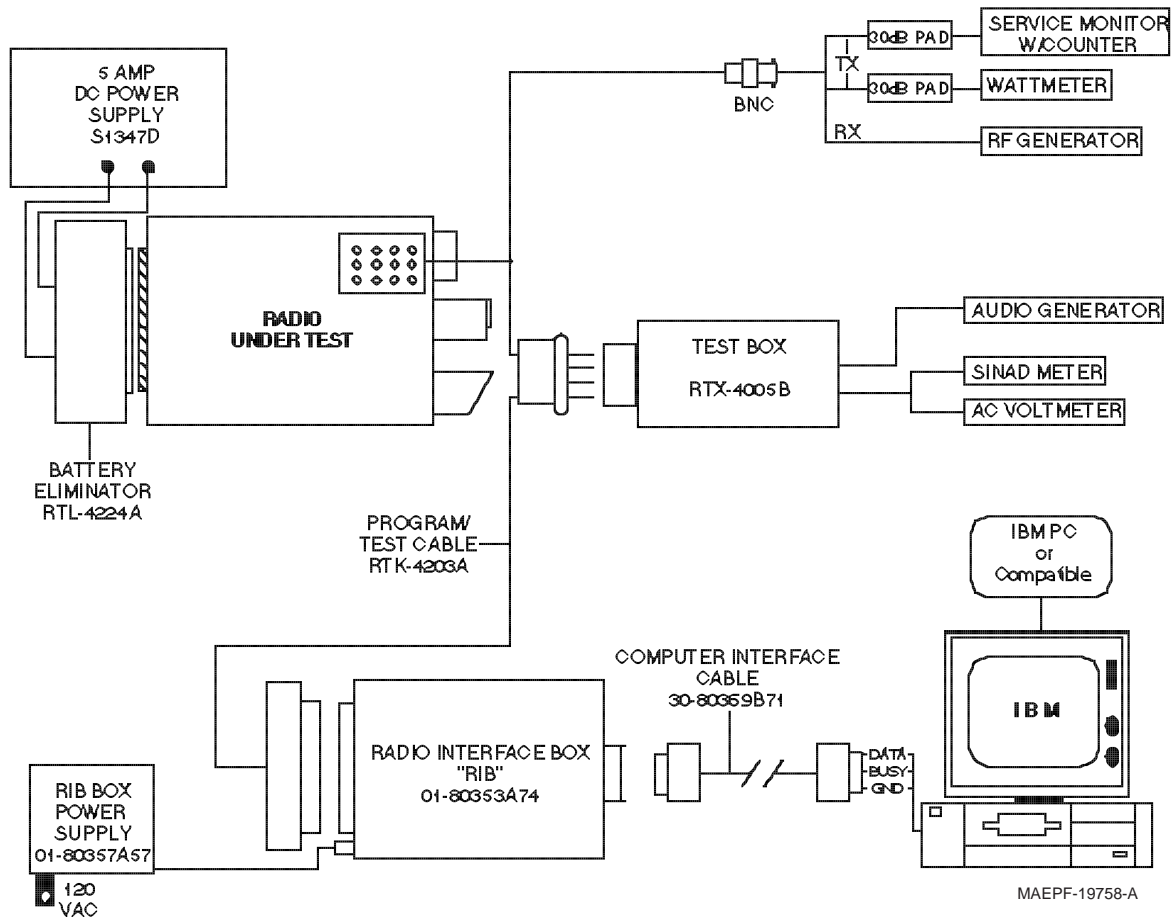 5 AMP
DC POWER
SUPPLY
S1347D
30dB PAD
SERVICE MONITOR
W/COUNTER
TX
30dB PAD
WATTMETER
BNC
RX
RF GENERATOR
RADIO
UNDER TEST
BATTERY
ELIMINATOR
RTL-4224A
TEST BOX
RTX-4005B
AUDIO GENERATOR
SINAD METER
AC VOLTMETER
PROGRAM/
TEST CABLE
RTK-4203A
IBM PC
or
Compatible
IBM
COMPUTER INTERFACE
CABLE
30-80369B71
RADIO INTERFACE BOX
"RIB"
01-80353A74
DATA
BUSY
GND
RIB BOX
POWER
SUPPLY
01-80357A57
120
VAC
MAEPF-19758-A